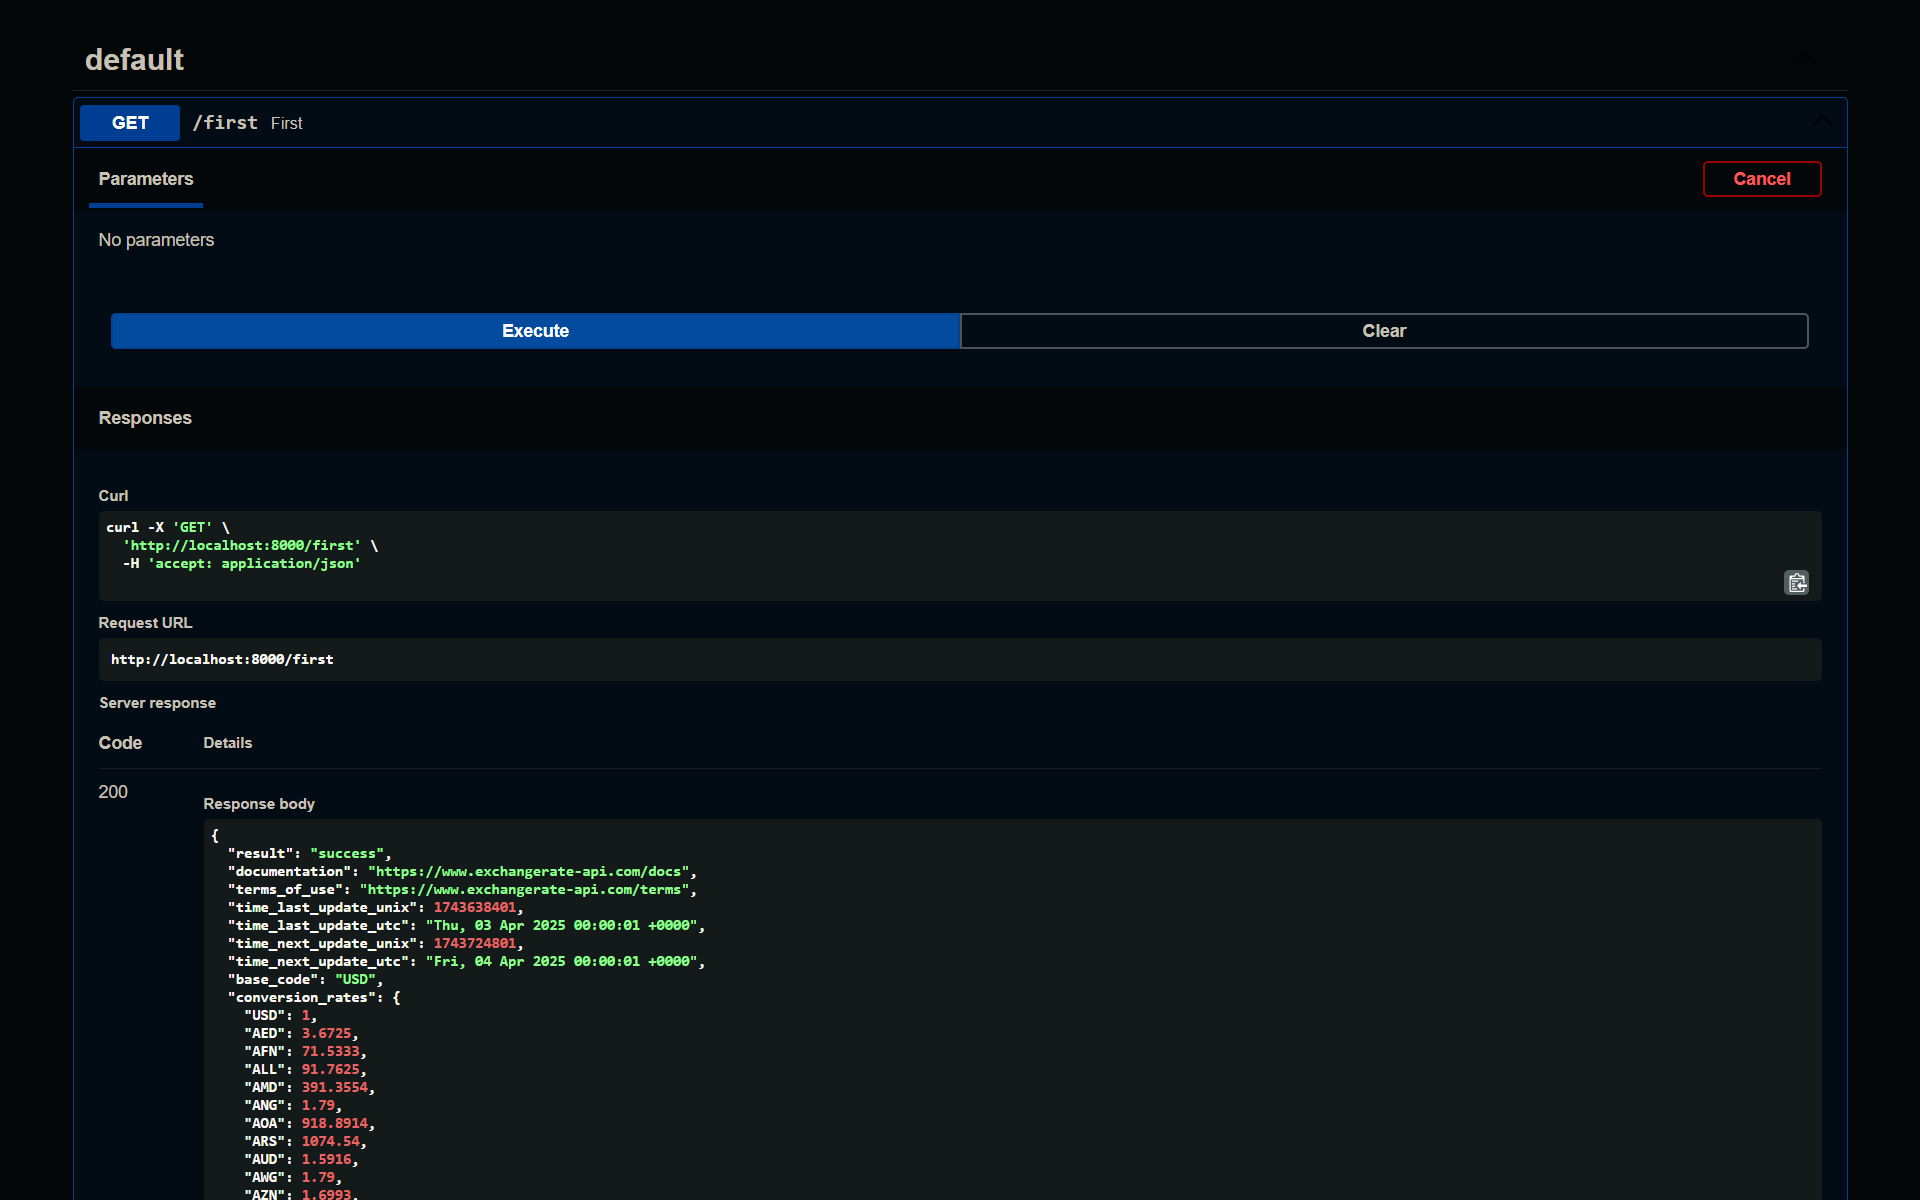 default
GET /first First
Parameters
Cancel
No parameters
Execute
Clear
Responses
Curl
curl -X 'GET' \
  'http://localhost:8000/first' \
  -H 'accept: application/json'
Request URL
http://localhost:8000/first
Server response
Code Details
200
Response body
{
  "result": "success",
  "documentation": "https://www.exchangerate-api.com/docs",
  "terms_of_use": "https://www.exchangerate-api.com/terms",
  "time_last_update_unix": 1743638401,
  "time_last_update_utc": "Thu, 03 Apr 2025 00:00:01 +0000",
  "time_next_update_unix": 1743724801,
  "time_next_update_utc": "Fri, 04 Apr 2025 00:00:01 +0000",
  "base_code": "USD",
  "conversion_rates": {
    "USD": 1,
    "AED": 3.6725,
    "AFN": 71.5333,
    "ALL": 91.7625,
    "AMD": 391.3554,
    "ANG": 1.79,
    "AOA": 918.8914,
    "ARS": 1074.54,
    "AUD": 1.5916,
    "AWG": 1.79,
    "AZN": 1.6993,